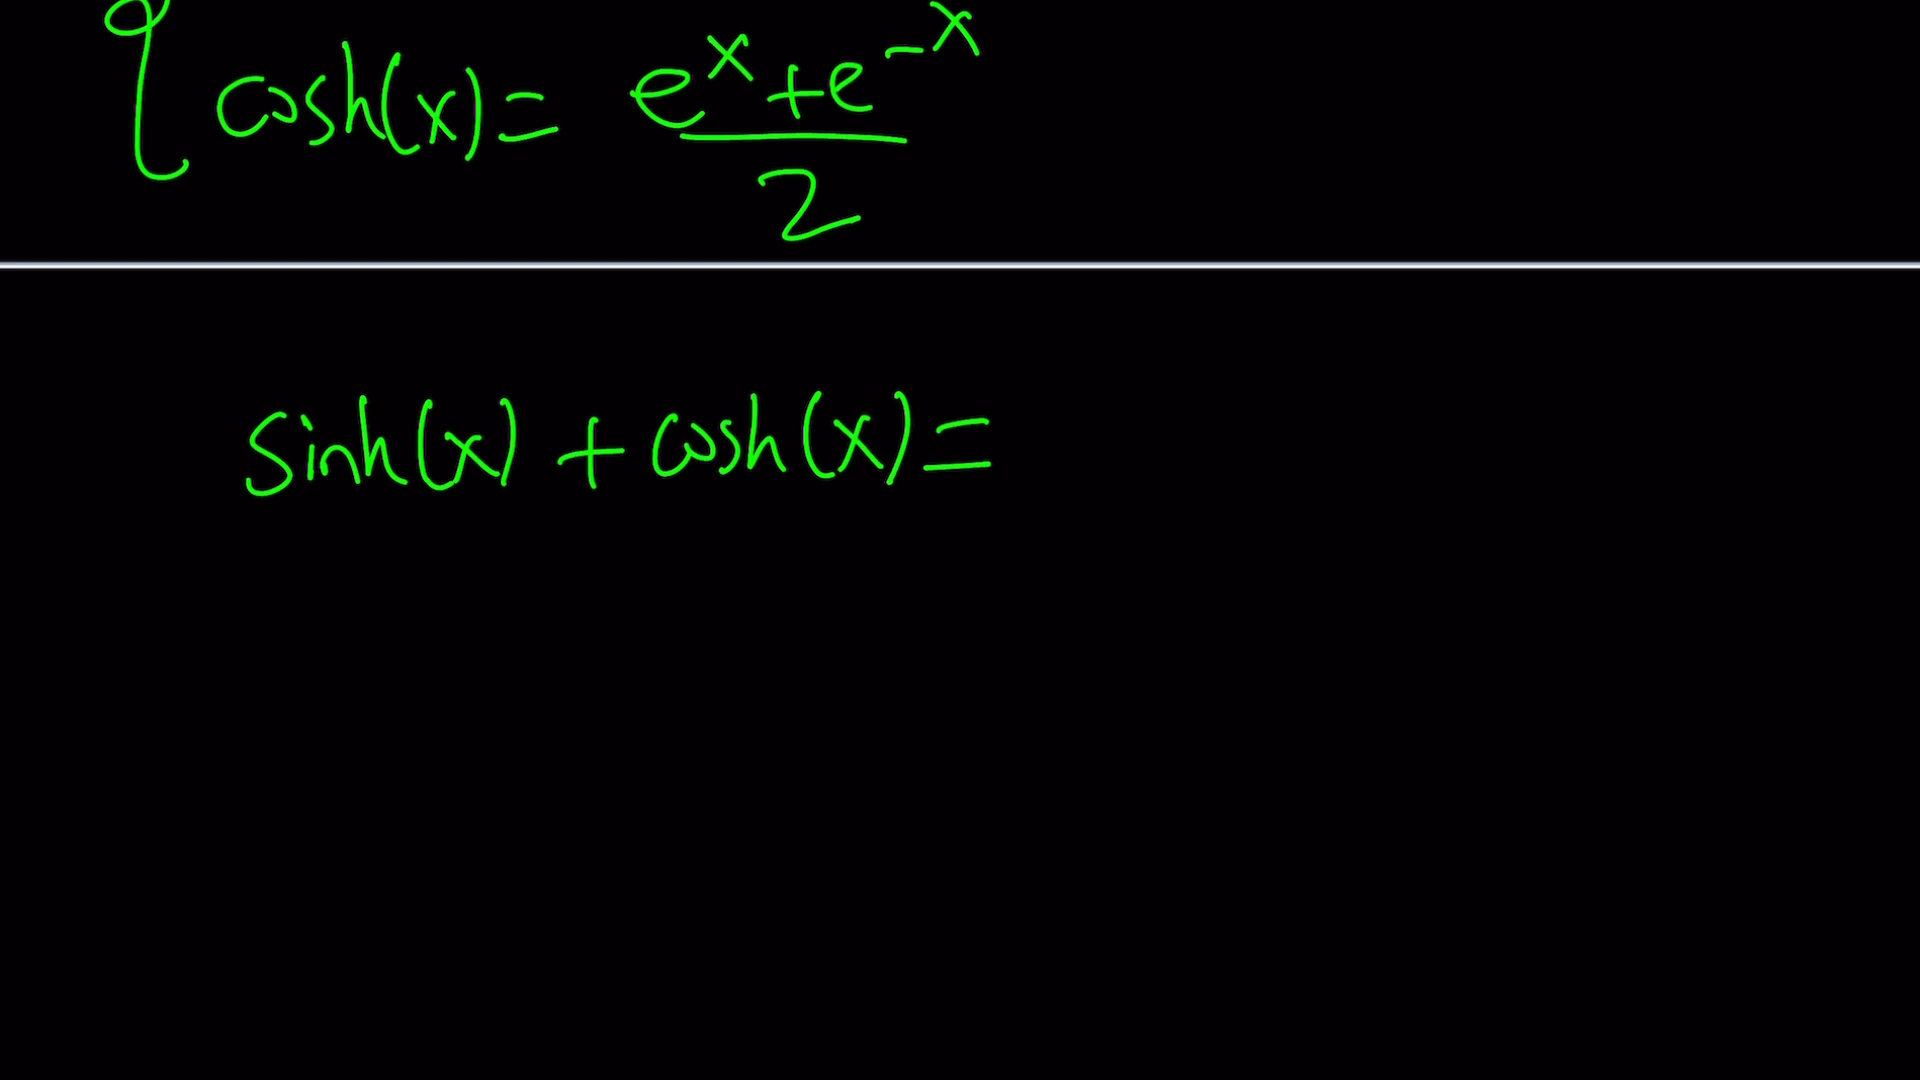 cosh(x) = e^x + e^-x / 2
sinh(x) + cosh(x) =